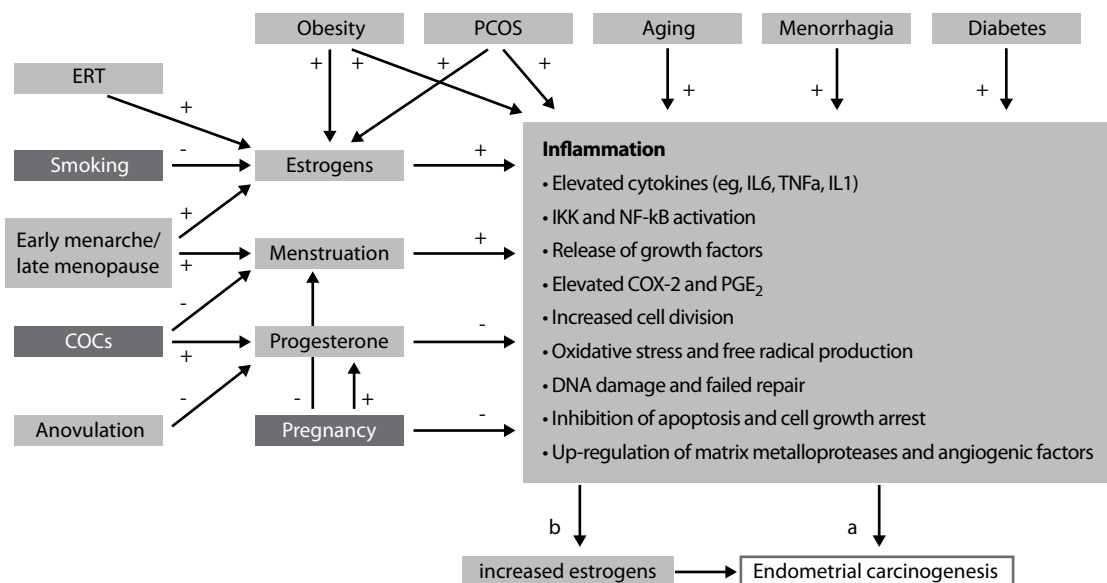 Obesity
PCOS
Aging
Menorrhagia
Diabetes
+
+
+
+
+
+
+
ERT
+
Smoking
-
Estrogens
+
Early menarche/
late menopause
+
+
Menstruation
+
COCs
-
+
Progesterone
-
Anovulation
-
-
+
Pregnancy
-
Inflammation
• Elevated cytokines (eg, IL6, TNFa, IL1)
• IKK and NF-kB activation
• Release of growth factors
• Elevated COX-2 and PGE₂
• Increased cell division
• Oxidative stress and free radical production
• DNA damage and failed repair
• Inhibition of apoptosis and cell growth arrest
• Up-regulation of matrix metalloproteases and angiogenic factors
b
a
increased estrogens
Endometrial carcinogenesis